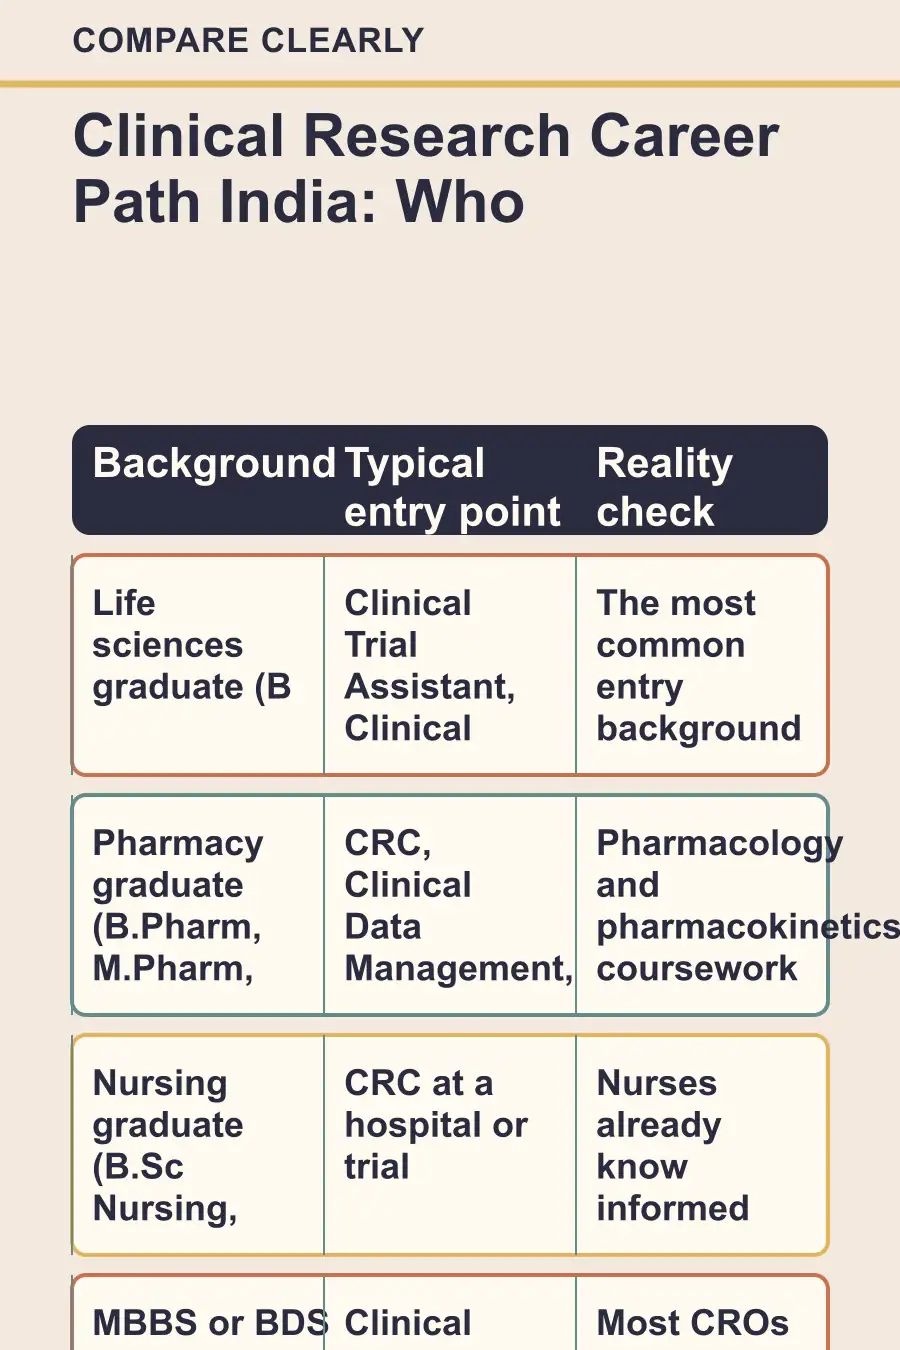 COMPARE CLEARLY
Clinical Research Career
Path India: Who
Background
Typical
entry point
Reality
check
Life
sciences
graduate (B
Clinical
Trial
Assistant,
Clinical
The most
common
entry
background
Pharmacy
graduate
(B.Pharm,
M.Pharm,
CRC,
Clinical
Data
Management,
Pharmacology
and
pharmacokinetics
coursework
Nursing
graduate
(B.Sc
Nursing,
CRC at a
hospital or
trial
Nurses
already
know
informed
MBBS or BDS
Clinical
Most CROs